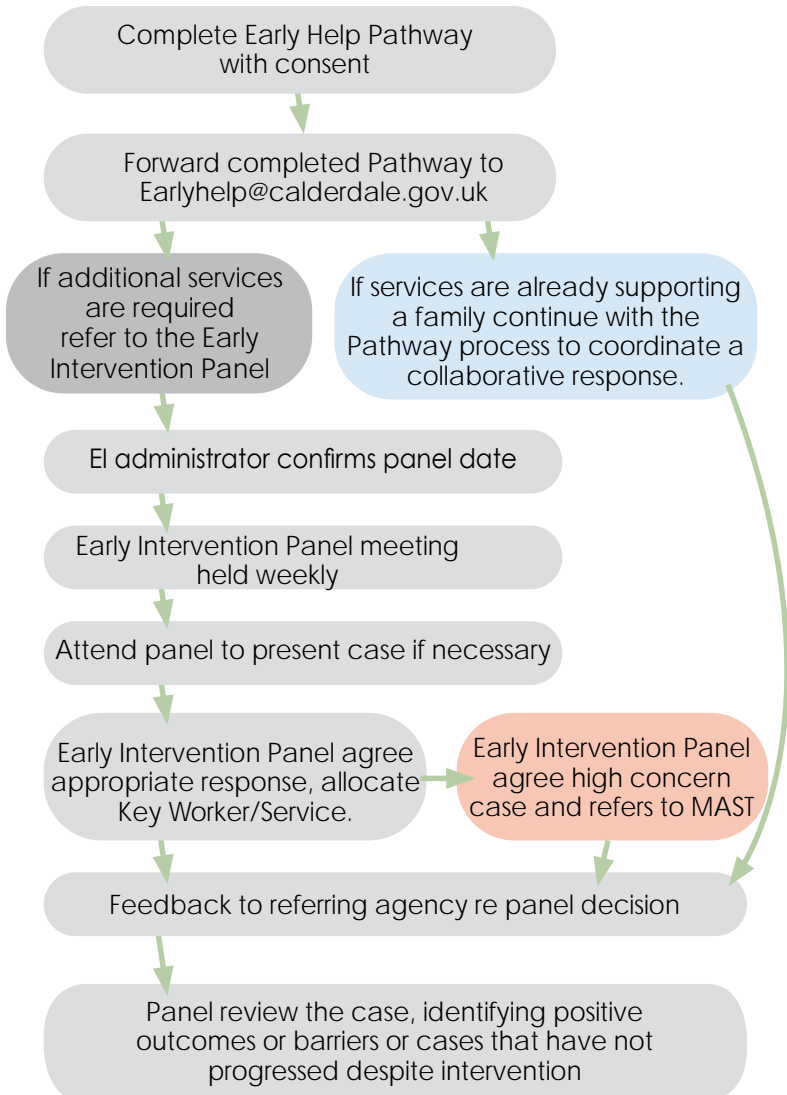 Complete Early Help Pathway
with consent
Forward completed Pathway to
Earlyhelp@calderdale.gov.uk
If additional services
are required
refer to the Early
Intervention Panel
If services are already supporting
a family continue with the
Pathway process to coordinate a
collaborative response.
EI administrator confirms panel date
Early Intervention Panel meeting
held weekly
Attend panel to present case if necessary
Early Intervention Panel agree
appropriate response, allocate
Key Worker/Service.
Early Intervention Panel
agree high concern
case and refers to MAST
Feedback to referring agency re panel decision
Panel review the case, identifying positive
outcomes or barriers or cases that have not
progressed despite intervention